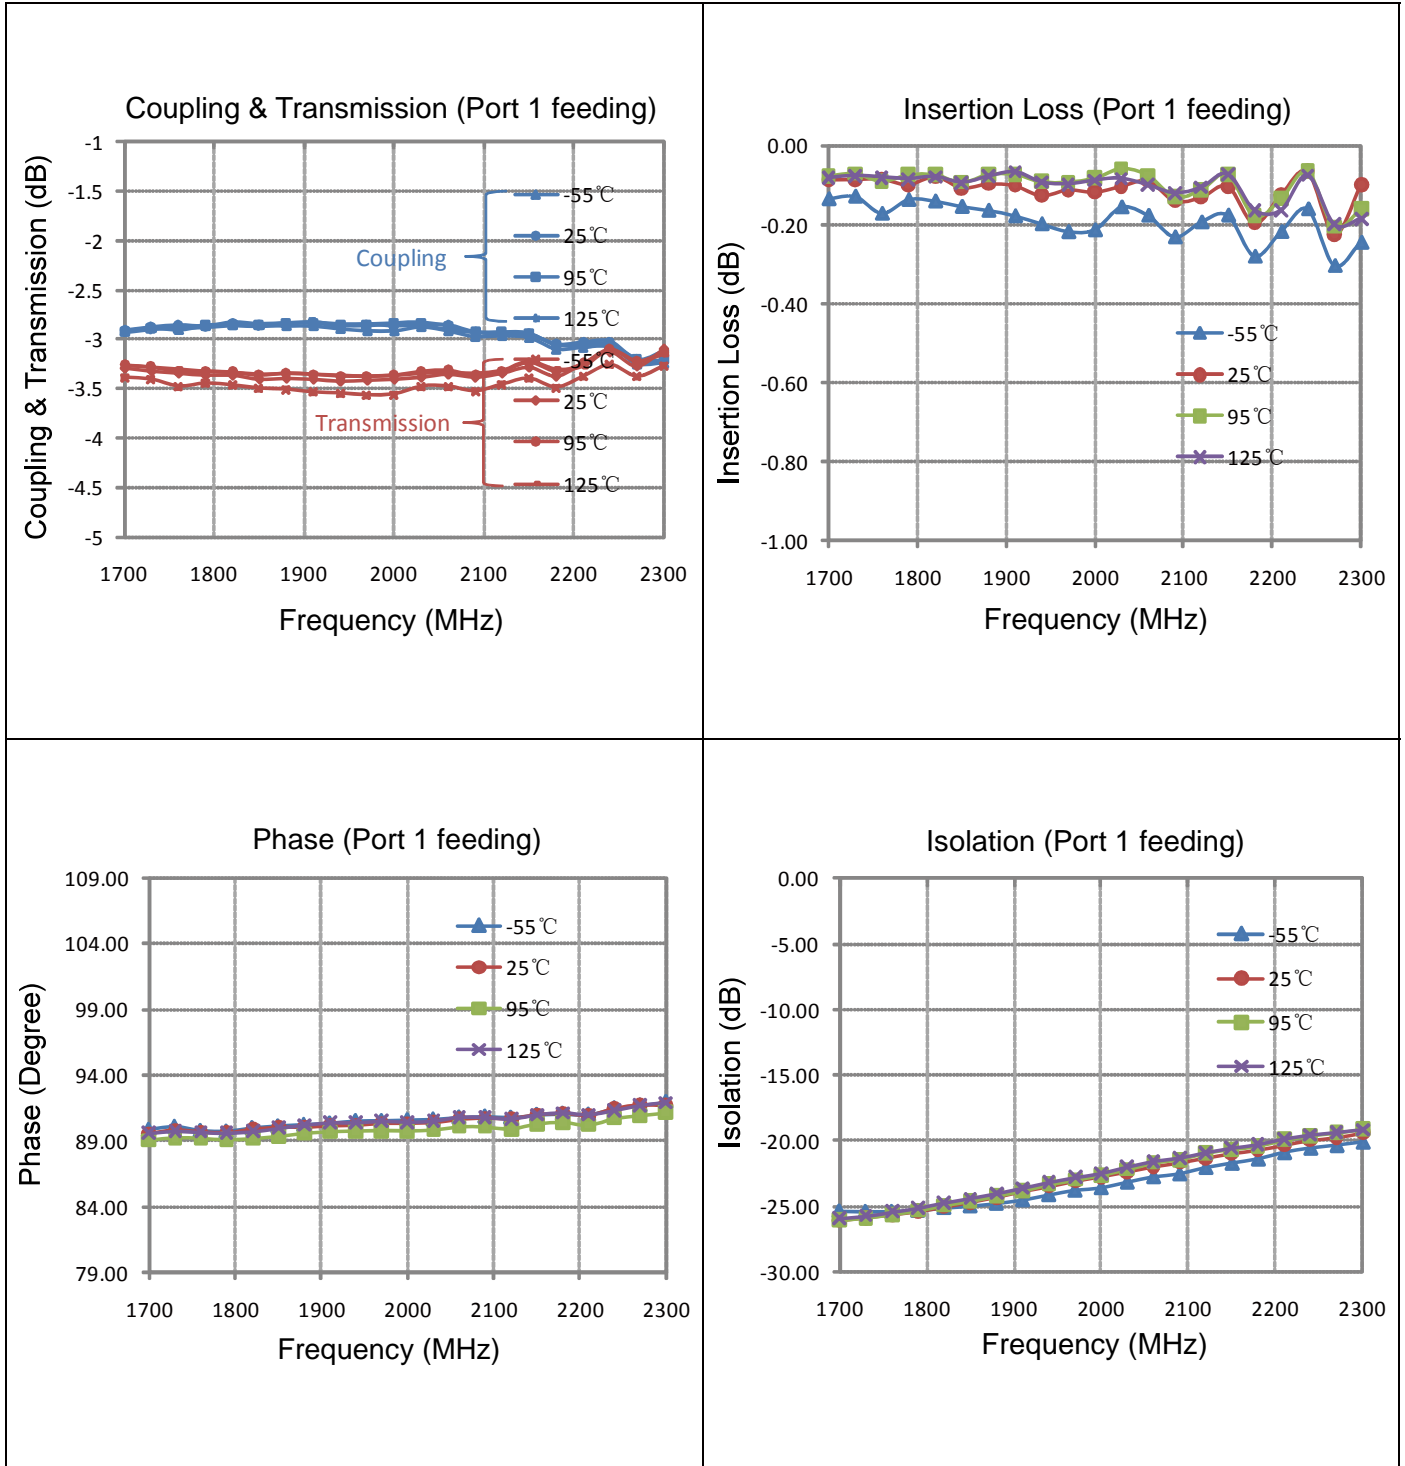 Coupling & Transmission (Port 1 feeding)
Coupling & Transmission (dB)
-1
-1.5
-2
-2.5
-3
-3.5
-4
-4.5
-5
Coupling
-55℃
25℃
95℃
125℃
Transmission
-55℃
25℃
95℃
125℃
1700 1800 1900 2000 2100 2200 2300
Frequency (MHz)
Insertion Loss (Port 1 feeding)
Insertion Loss (dB)
0.00
-0.20
-0.40
-0.60
-0.80
-1.00
-55℃
25℃
95℃
125℃
1700 1800 1900 2000 2100 2200 2300
Frequency (MHz)
Phase (Port 1 feeding)
Phase (Degree)
109.00
104.00
99.00
94.00
89.00
84.00
79.00
-55℃
25℃
95℃
125℃
1700 1800 1900 2000 2100 2200 2300
Frequency (MHz)
Isolation (Port 1 feeding)
Isolation (dB)
0.00
-5.00
-10.00
-15.00
-20.00
-25.00
-30.00
-55℃
25℃
95℃
125℃
1700 1800 1900 2000 2100 2200 2300
Frequency (MHz)